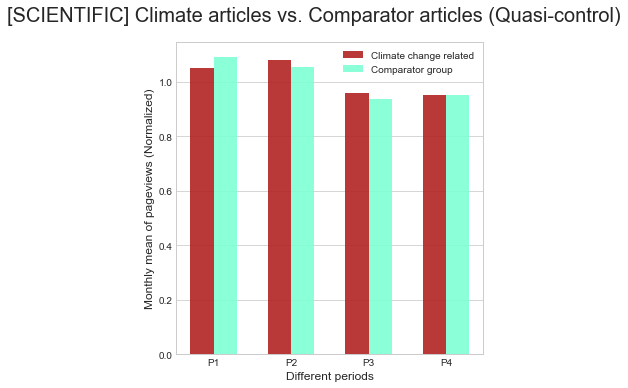 [SCIENTIFIC] Climate articles vs. Comparator articles (Quasi-control)
Climate change related
Comparator group
Monthly mean of pageviews (Normalized)
1.0
0.8
0.6
0.4
0.2
0.0
P1 P2 P3 P4
Different periods